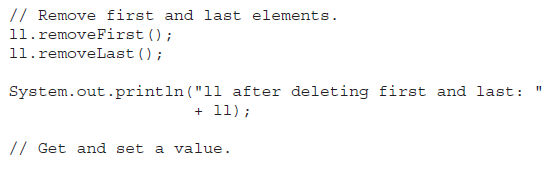 // Remove first and last elements.
ll.removeFirst();
ll.removeLast();
System.out.println("ll after deleting first and last: "
+ ll);
// Get and set a value.